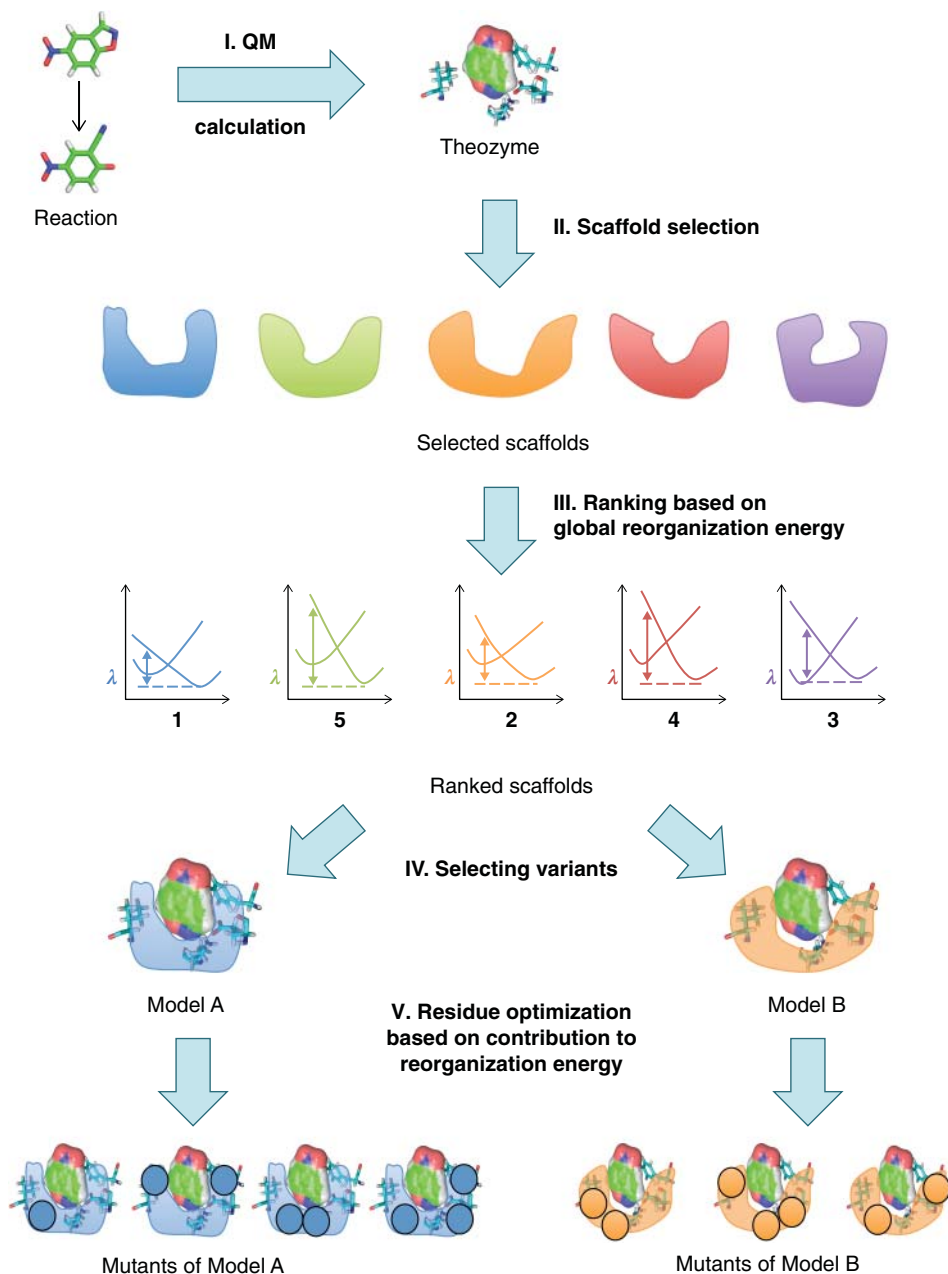 I. QM
calculation
Theozyme
Reaction
II. Scaffold selection
Selected scaffolds
III. Ranking based on
global reorganization energy
λ λ λ λ λ
1 5 2 4 3
Ranked scaffolds
IV. Selecting variants
Model A Model B
V. Residue optimization
based on contribution to
reorganization energy
Mutants of Model A Mutants of Model B